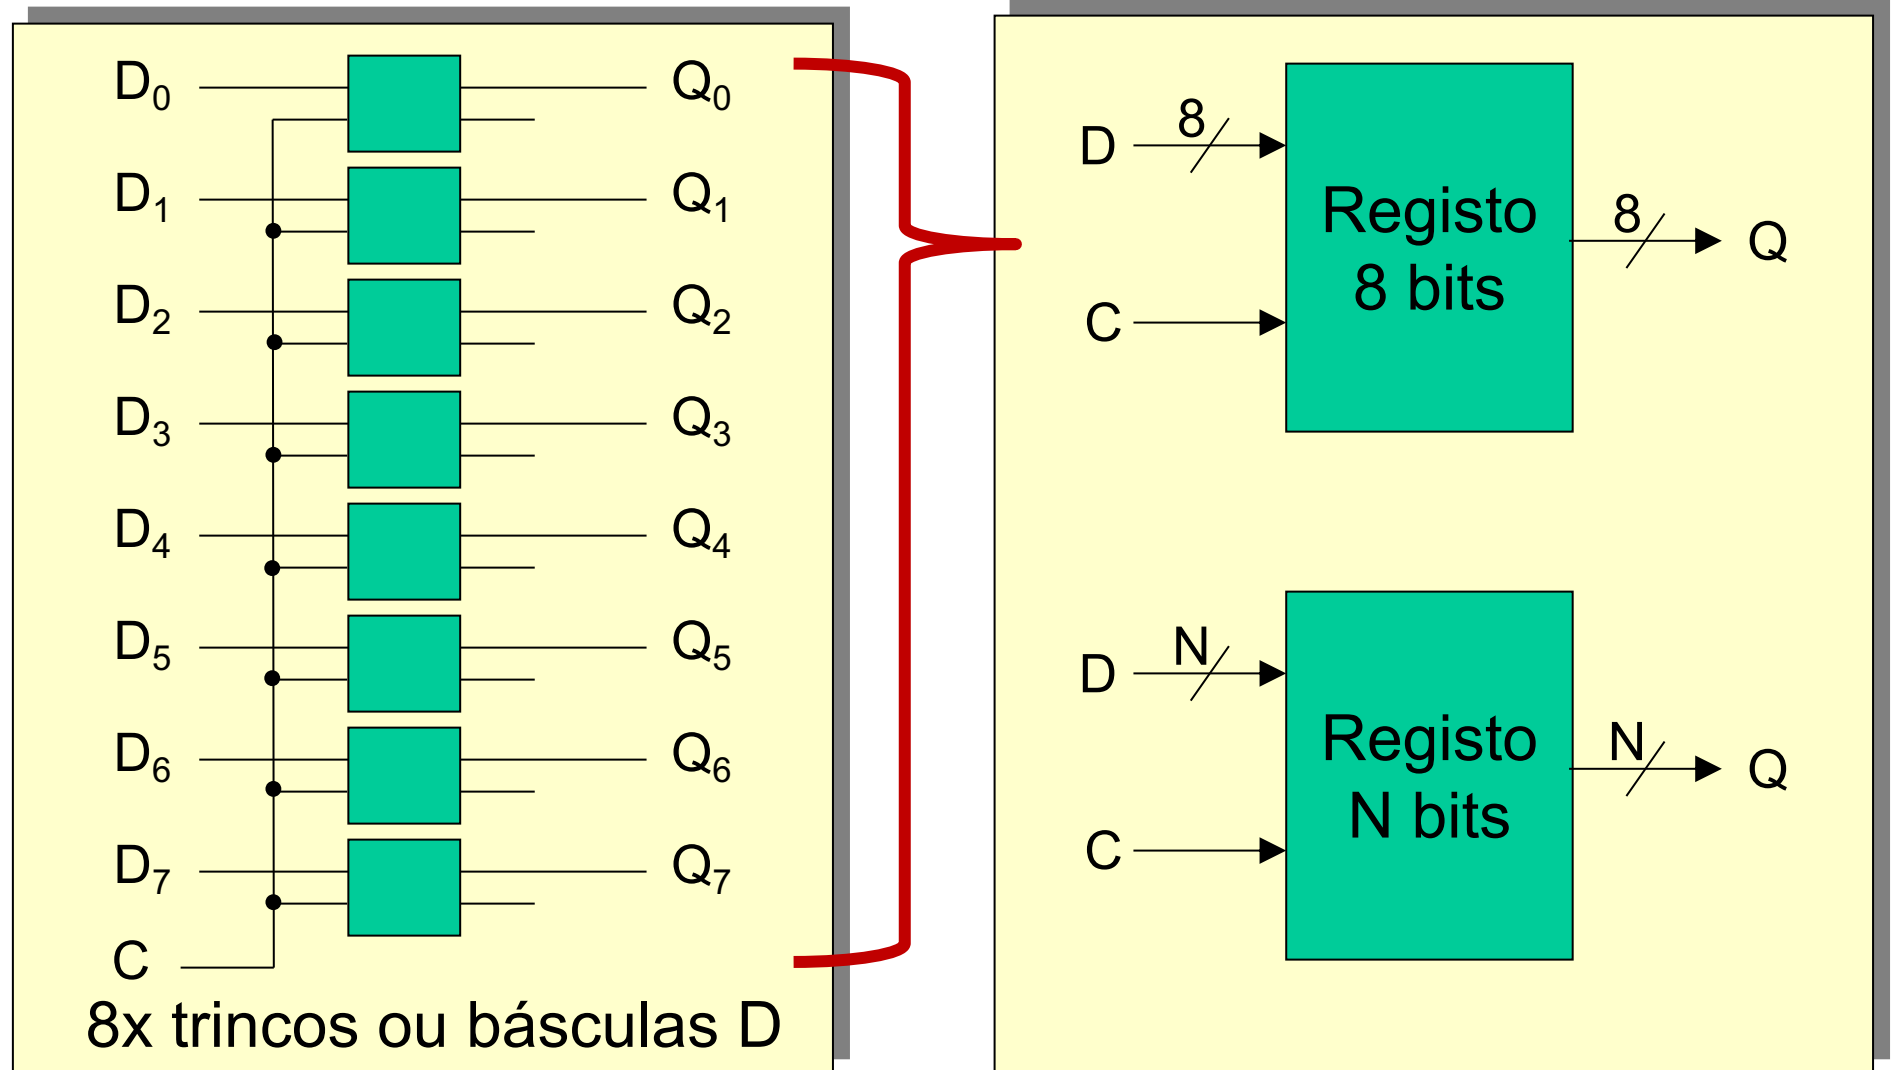 D₀ Q₀
D₁ Q₁
D₂ Q₂
D₃ Q₃
D₄ Q₄
D₅ Q₅
D₆ Q₆
D₇ Q₇
C
8x trincos ou básculas D
D 8
Registo
8 bits
8 Q
C
D N
Registo
N bits
N Q
C